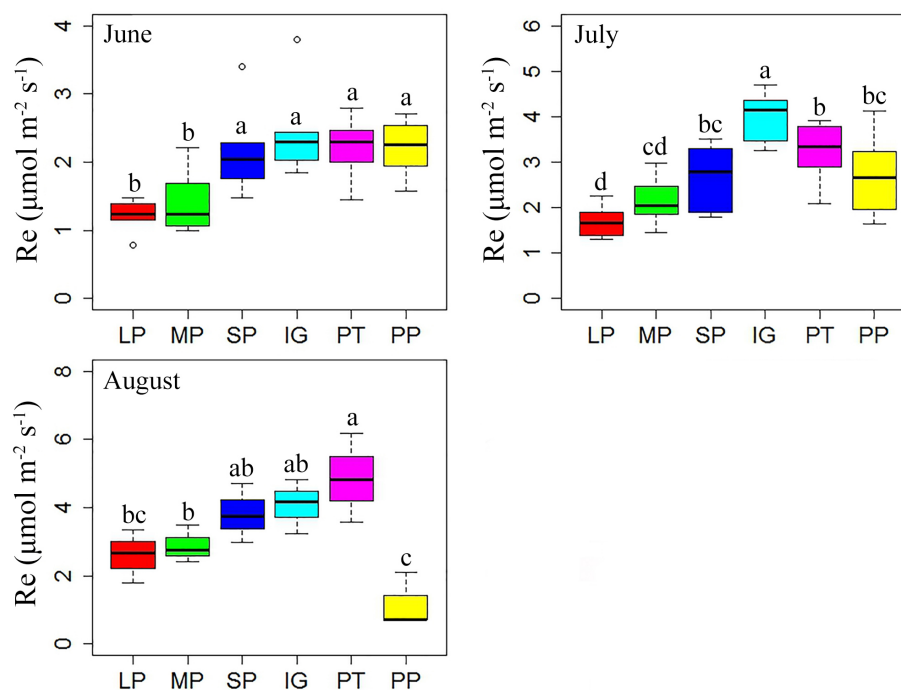 June
Re (μmol m⁻² s⁻¹)
4
3
2
1
0
b
b
a
a
a
a
LP MP SP IG PT PP
July
Re (μmol m⁻² s⁻¹)
6
5
4
3
2
1
0
d
cd
bc
a
b
bc
LP MP SP IG PT PP
August
Re (μmol m⁻² s⁻¹)
8
6
4
2
0
bc
b
ab
ab
a
c
LP MP SP IG PT PP